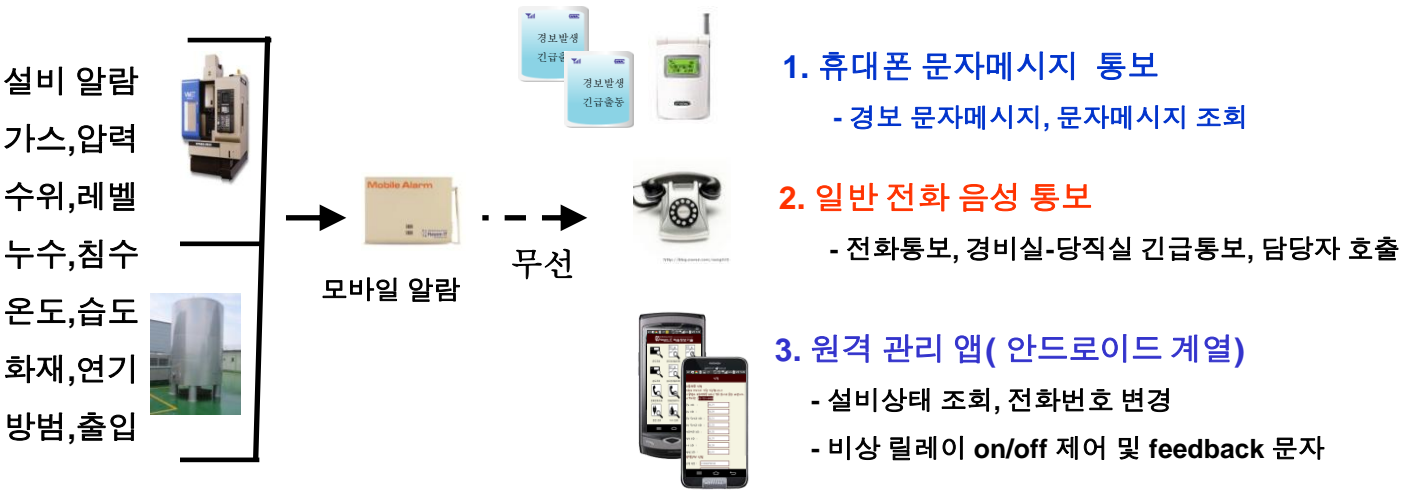 설비 알람
가스,압력
수위,레벨
누수,침수
온도,습도
화재,연기
방범,출입
Mobile Alarm
모바일 알람
무선
경보발생
긴급출동
경보발생
긴급출동
1. 휴대폰 문자메시지 통보
- 경보 문자메시지, 문자메시지 조회
2. 일반 전화 음성 통보
- 전화통보, 경비실-당직실 긴급통보, 담당자 호출
3. 원격 관리 앱( 안드로이드 계열)
- 설비상태 조회, 전화번호 변경
- 비상 릴레이 on/off 제어 및 feedback 문자